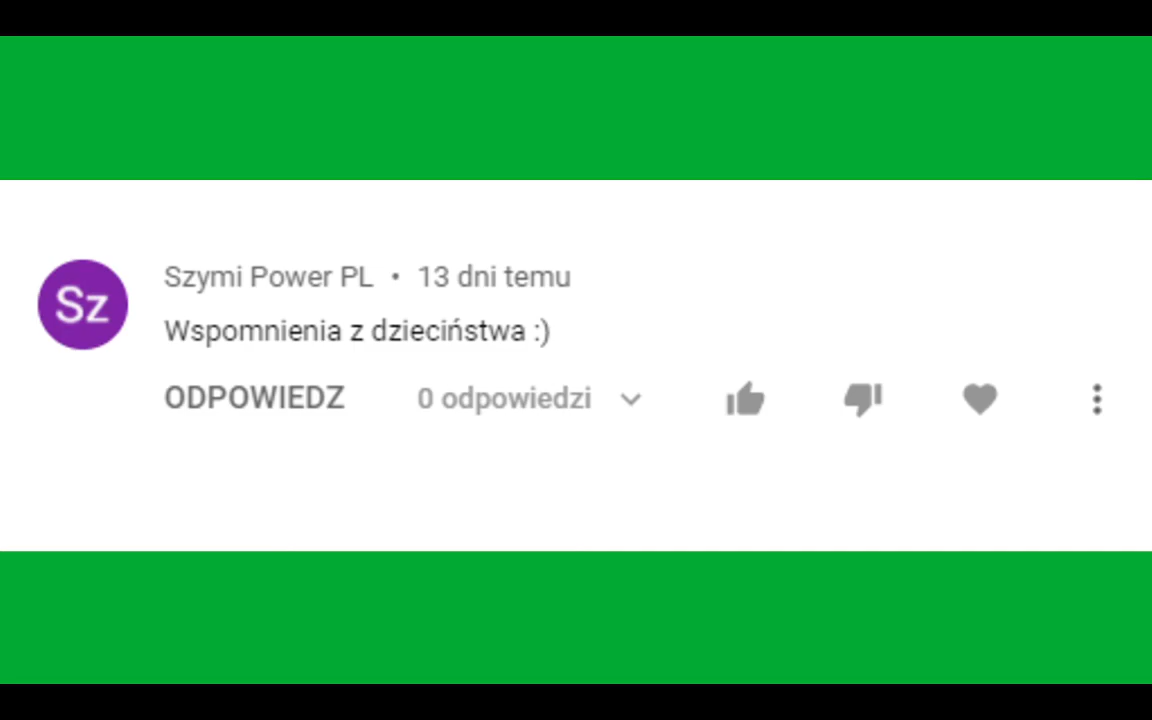 Sz
Szymi Power PL • 13 dni temu
Wspomnienia z dzieciństwa :)
ODPOWIEDZ 0 odpowiedzi